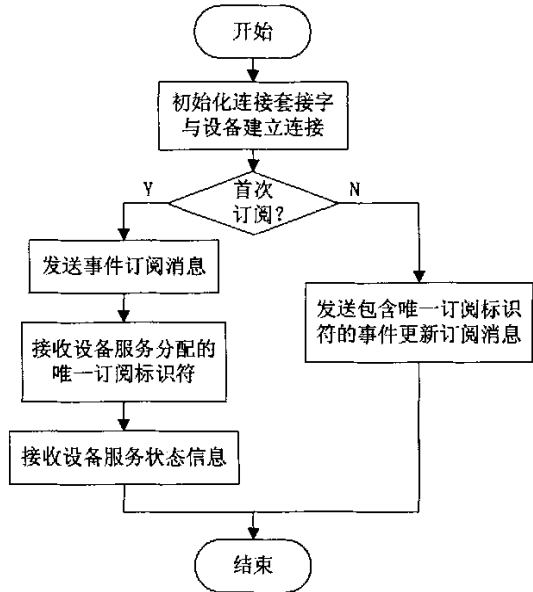 开始
初始化连接套接字
与设备建立连接
首次
订阅？
Y
N
发送事件订阅消息
接收设备服务分配的
唯一订阅标识符
接收设备服务状态信息
发送包含唯一订阅标识
符的事件更新订阅消息
结束